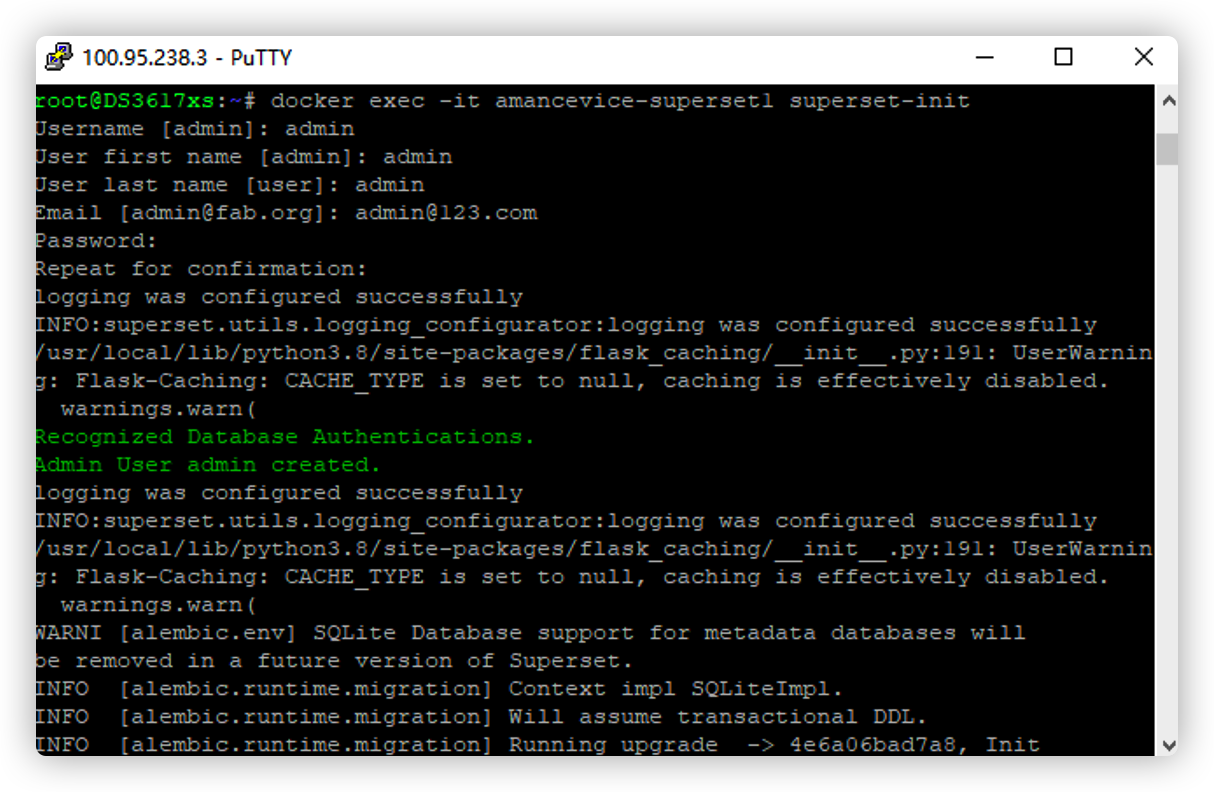 100.95.238.3 - PuTTY
root@DS3617xs:~# docker exec -it amancevice-superset1 superset-init
Username [admin]: admin
User first name [admin]: admin
User last name [user]: admin
Email [admin@fab.org]: admin@123.com
Password:
Repeat for confirmation:
logging was configured successfully
INFO:superset.utils.logging_configurator:logging was configured successfully
/usr/local/lib/python3.8/site-packages/flask_caching/__init__.py:191: UserWarnin
g: Flask-Caching: CACHE_TYPE is set to null, caching is effectively disabled.
  warnings.warn(
Recognized Database Authentications.
Admin User admin created.
logging was configured successfully
INFO:superset.utils.logging_configurator:logging was configured successfully
/usr/local/lib/python3.8/site-packages/flask_caching/__init__.py:191: UserWarnin
g: Flask-Caching: CACHE_TYPE is set to null, caching is effectively disabled.
  warnings.warn(
WARNI [alembic.env] SQLite Database support for metadata databases will
be removed in a future version of Superset.
INFO  [alembic.runtime.migration] Context impl SQLiteImpl.
INFO  [alembic.runtime.migration] Will assume transactional DDL.
INFO  [alembic.runtime.migration] Running upgrade  -> 4e6a06bad7a8, Init